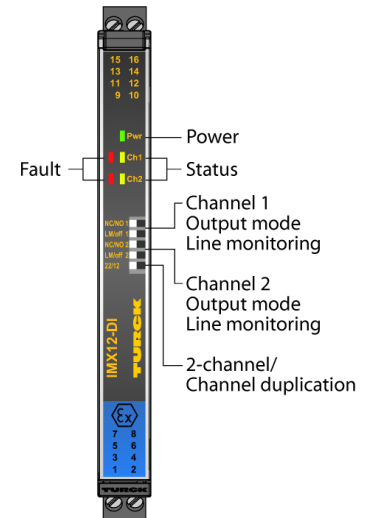 15 16
13 14
11 12
9 10
Pwr
Power
Fault
Ch1
Status
Ch2
Channel 1
Output mode
Line monitoring
NC/NO 1
LM/off 1
NC/NO 2
LM/off 2
22/12
Channel 2
Output mode
Line monitoring
2-channel/
Channel duplication
IMX12-DI
TURCK
Ex
7 8
5 6
3 4
1 2
TURCK